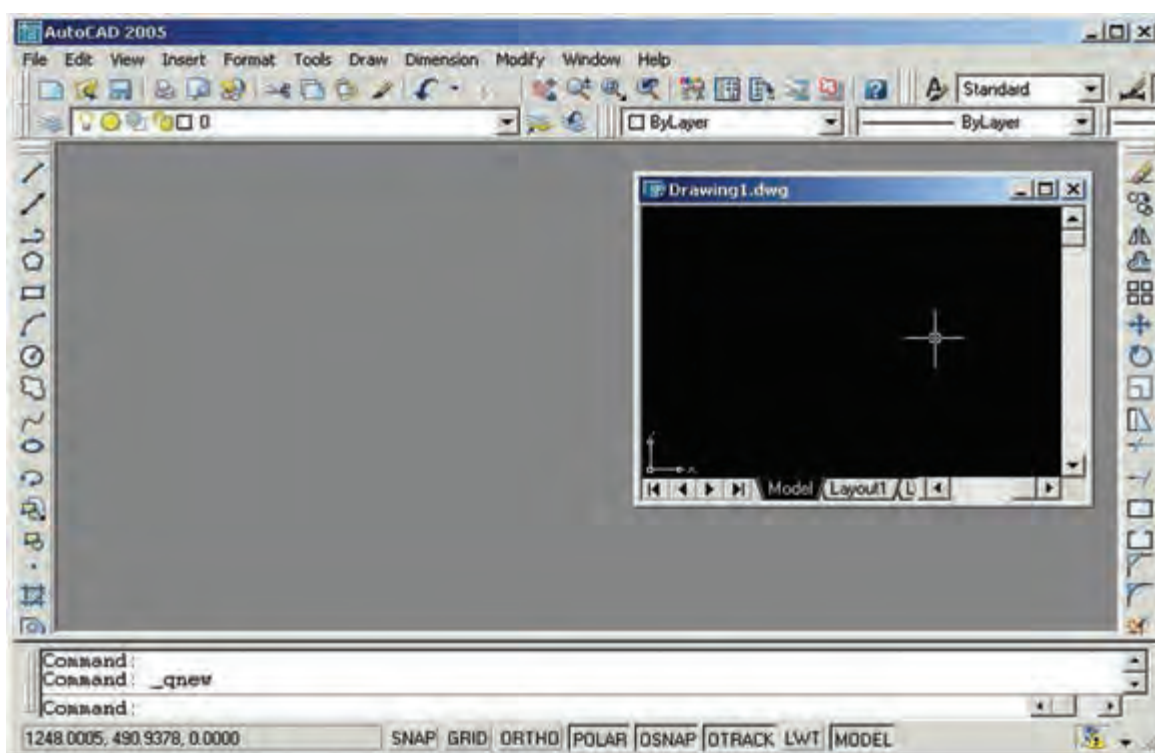 AutoCAD 2005
File Edit View Insert Format Tools Draw Dimension Modify Window Help
Standard
0 ByLayer ByLayer
Drawing1.dwg
Model Layout1 L
Command:
Command: _qnew
Command:
1248.0005, 490.9378, 0.0000 SNAP GRID ORTHO POLAR OSNAP OTRACK LWT MODEL